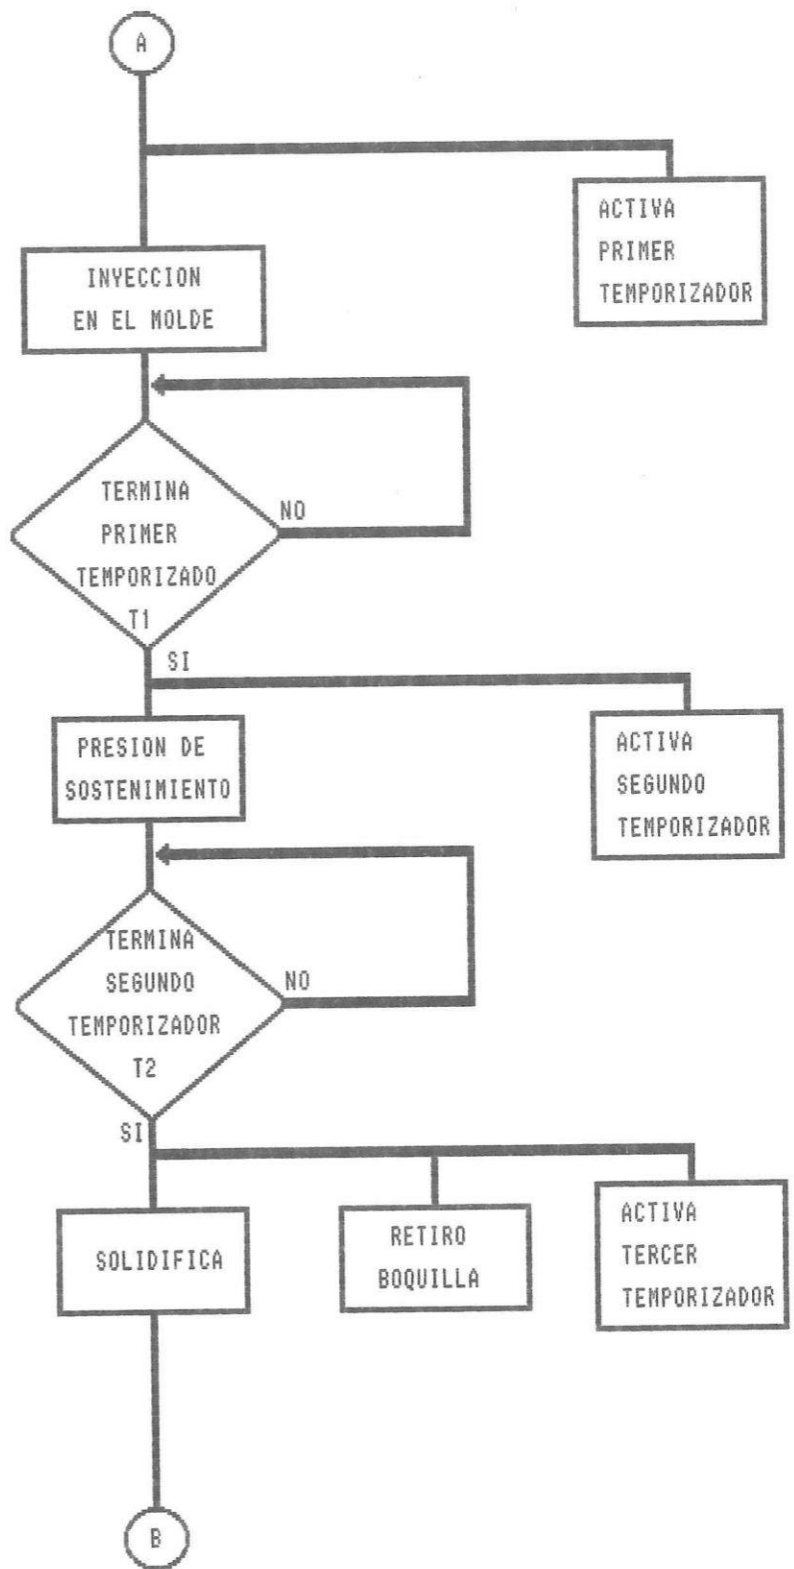 A
ACTIVA
PRIMER
TEMPORIZADOR
INYECCION
EN EL MOLDE
TERMINA
PRIMER
TEMPORIZADO
T1
NO
SI
PRESION DE
SOSTENIMIENTO
ACTIVA
SEGUNDO
TEMPORIZADOR
TERMINA
SEGUNDO
TEMPORIZADOR
T2
NO
SI
SOLIDIFICA
RETIRO
BOQUILLA
ACTIVA
TERCER
TEMPORIZADOR
B